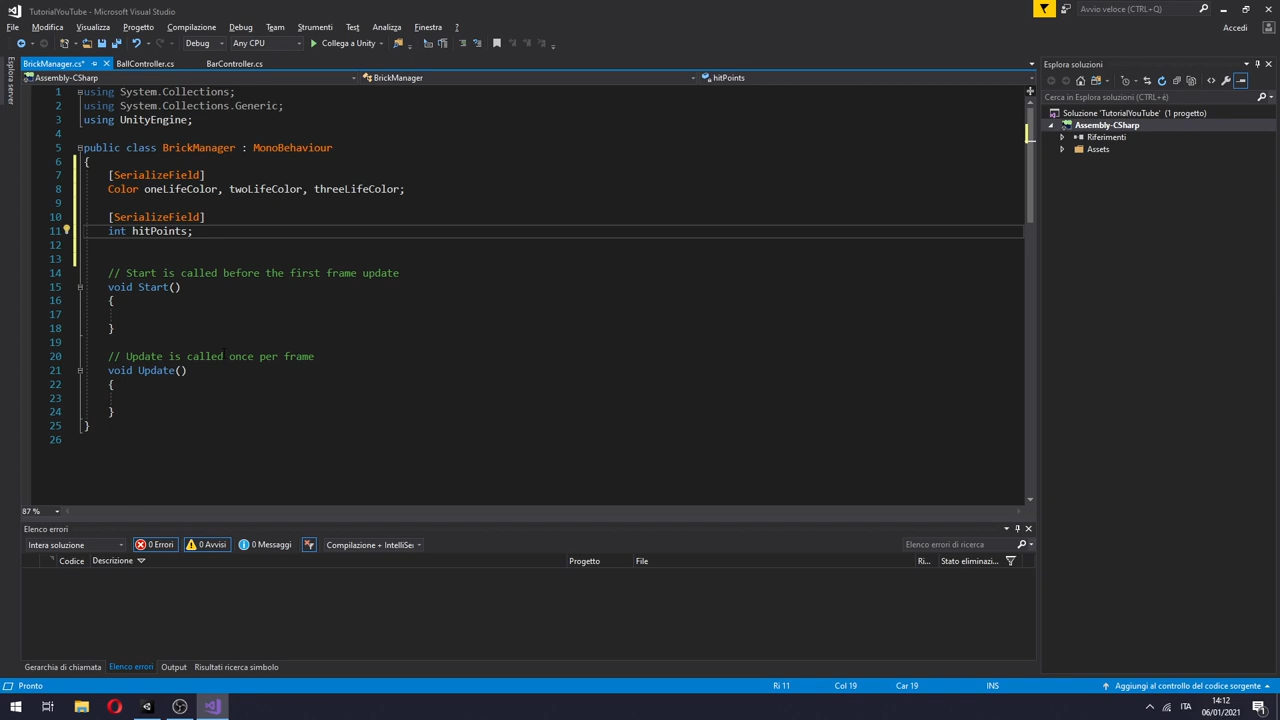 TutorialYouTube - Microsoft Visual Studio
Avvio veloce (CTRL+Q)
File Modifica Visualizza Progetto Compilazione Debug Team Strumenti Test Analizza Finestra ?
Accedi
Debug Any CPU Collega a Unity
Esplora server
BrickManager.cs* BallController.cs BarController.cs
Assembly-CSharp BrickManager hitPoints
1 using System.Collections;
2 using System.Collections.Generic;
3 using UnityEngine;
4
5 public class BrickManager : MonoBehaviour
6 {
7 [SerializeField]
8 Color oneLifeColor, twoLifeColor, threeLifeColor;
9
10 [SerializeField]
11 int hitPoints;
12
13
14 // Start is called before the first frame update
15 void Start()
16 {
17
18 }
19
20 // Update is called once per frame
21 void Update()
22 {
23
24 }
25 }
26
87 %
Esplora soluzioni
Cerca in Esplora soluzioni (CTRL+è)
Soluzione 'TutorialYouTube' (1 progetto)
Assembly-CSharp
Riferimenti
Assets
Elenco errori
Intera soluzione 0 Errori 0 Avvisi 0 Messaggi Compilazione + IntelliSe
Cerca in elenco errori
Codice Descrizione Progetto File Ri... Stato eliminazi...
Gerarchia di chiamata Elenco errori Output Risultati ricerca simbolo
Pronto Ri 11 Col 19 Car 19 INS Aggiungi al controllo del codice sorgente
ITA
14:12
06/01/2021